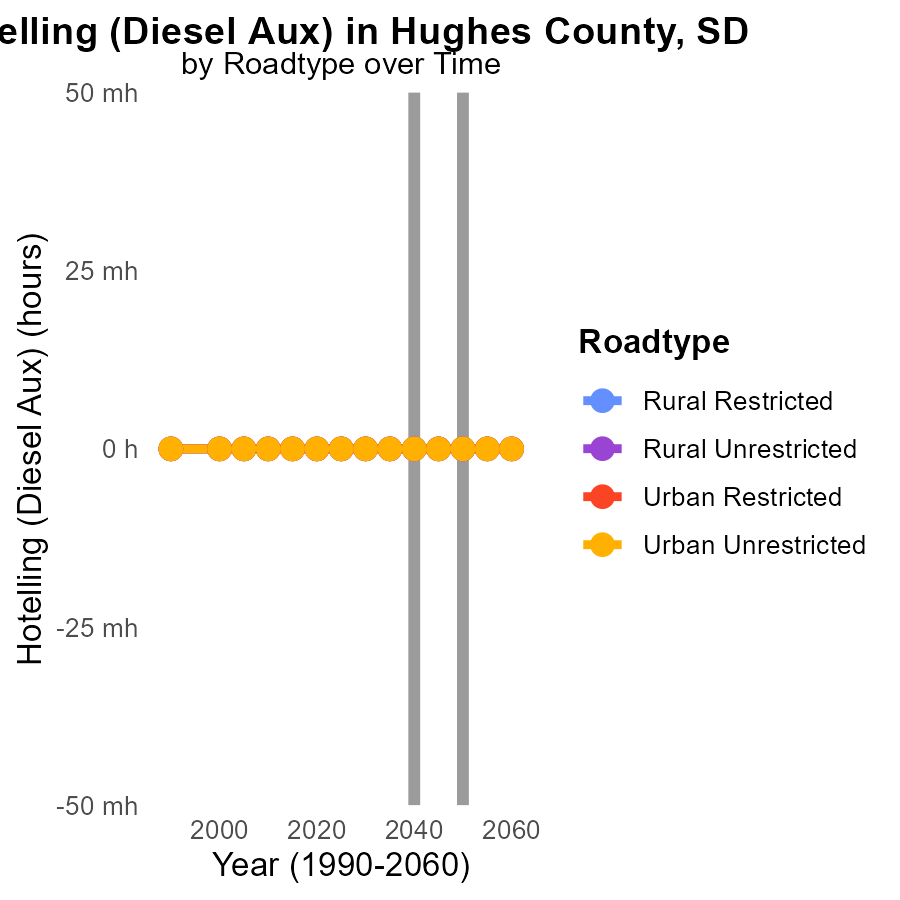 elling (Diesel Aux) in Hughes County, SD
by Roadtype over Time
50 mh
25 mh
0 h
-25 mh
-50 mh
Hotelling (Diesel Aux) (hours)
2000 2020 2040 2060
Year (1990-2060)
Roadtype
Rural Restricted
Rural Unrestricted
Urban Restricted
Urban Unrestricted